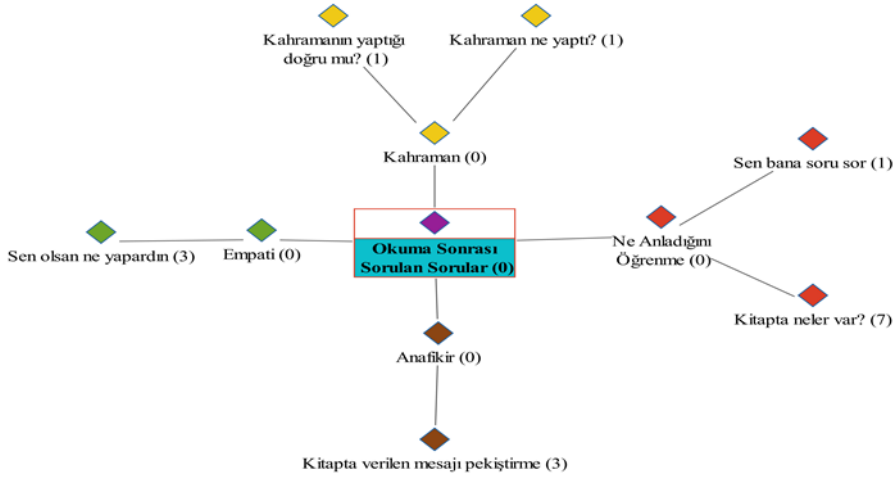 Kahramanın yaptığı
doğru mu? (1)
Kahraman ne yaptı? (1)
Kahraman (0)
Sen bana soru sor (1)
Sen olsan ne yapardın (3)
Empati (0)
Okuma Sonrası
Sorulan Sorular (0)
Ne Anladığını
Öğrenme (0)
Kitapta neler var? (7)
Anafikir (0)
Kitapta verilen mesajı pekiştirme (3)